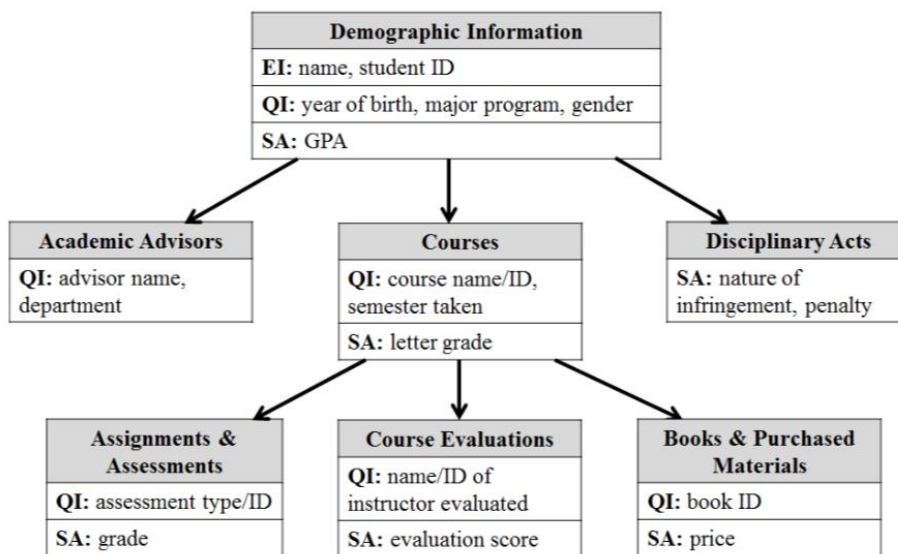 Demographic Information
EI: name, student ID
QI: year of birth, major program, gender
SA: GPA
Academic Advisors
QI: advisor name,
department
Courses
QI: course name/ID,
semester taken
SA: letter grade
Disciplinary Acts
SA: nature of
infringement, penalty
Assignments &
Assessments
QI: assessment type/ID
SA: grade
Course Evaluations
QI: name/ID of
instructor evaluated
SA: evaluation score
Books & Purchased
Materials
QI: book ID
SA: price